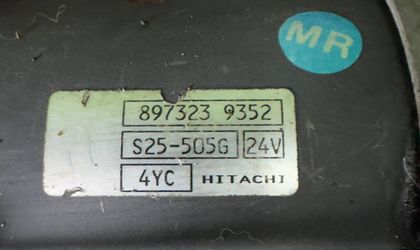 MR
897323 9352
S25-505G 24V
4YC HITACHI